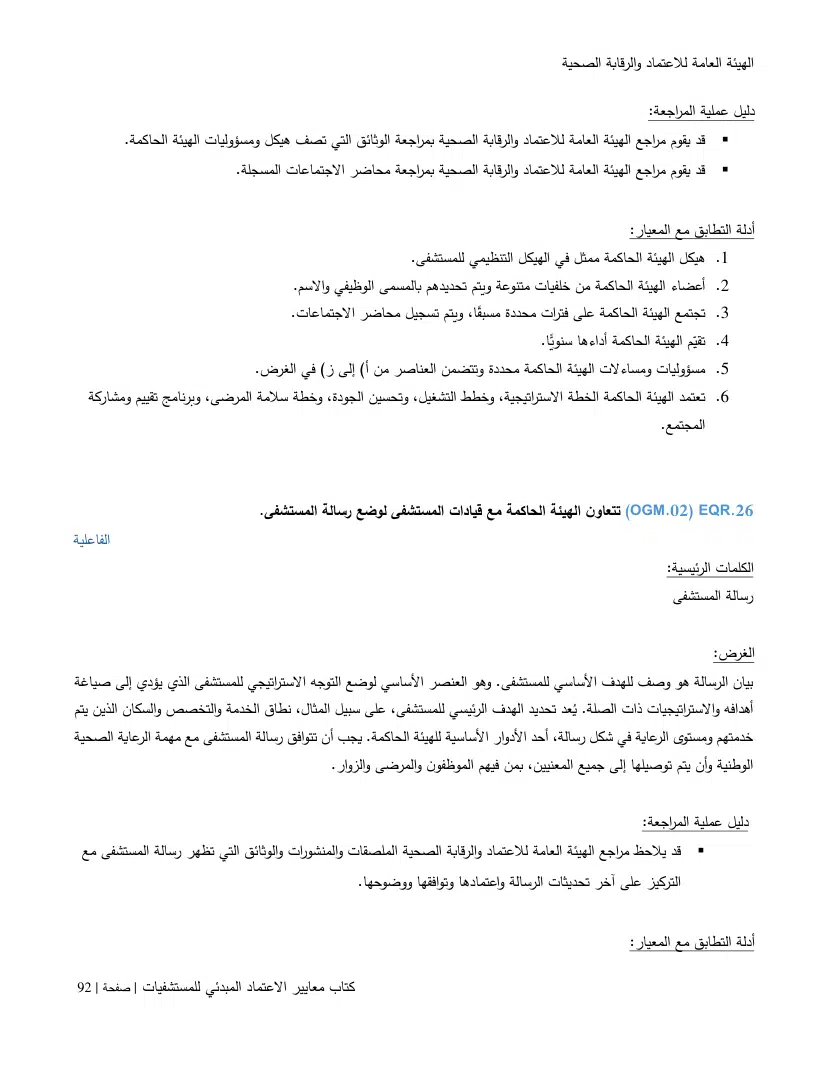 الهيئة العامة للاعتماد والرقابة الصحية
دليل عملية المراجعة:
▪ قد يقوم مراجع الهيئة العامة للاعتماد والرقابة الصحية بمراجعة الوثائق التي تصف هيكل ومسؤوليات الهيئة الحاكمة.
▪ قد يقوم مراجع الهيئة العامة للاعتماد والرقابة الصحية بمراجعة محاضر الاجتماعات المسجلة.
أدلة التطابق مع المعيار:
1. هيكل الهيئة الحاكمة ممثل في الهيكل التنظيمي للمستشفى.
2. أعضاء الهيئة الحاكمة من خلفيات متنوعة ويتم تحديدهم بالمسمى الوظيفي والاسم.
3. تجتمع الهيئة الحاكمة على فترات محددة مسبقًا، ويتم تسجيل محاضر الاجتماعات.
4. تقيّم الهيئة الحاكمة أداءها سنويًّا.
5. مسؤوليات ومساءلات الهيئة الحاكمة محددة وتتضمن العناصر من أ) إلى ز) في الغرض.
6. تعتمد الهيئة الحاكمة الخطة الاستراتيجية، وخطط التشغيل، وتحسين الجودة، وخطة سلامة المرضى، وبرنامج تقييم ومشاركة
المجتمع.
EQR.26 (OGM.02) تتعاون الهيئة الحاكمة مع قيادات المستشفى لوضع رسالة المستشفى.
الفاعلية
الكلمات الرئيسية:
رسالة المستشفى
الغرض:
بيان الرسالة هو وصف للهدف الأساسي للمستشفى. وهو العنصر الأساسي لوضع التوجه الاستراتيجي للمستشفى الذي يؤدي إلى صياغة
أهدافه والاستراتيجيات ذات الصلة. يُعد تحديد الهدف الرئيسي للمستشفى، على سبيل المثال، نطاق الخدمة والتخصص والسكان الذين يتم
خدمتهم ومستوى الرعاية في شكل رسالة، أحد الأدوار الأساسية للهيئة الحاكمة. يجب أن تتوافق رسالة المستشفى مع مهمة الرعاية الصحية
الوطنية وأن يتم توصيلها إلى جميع المعنيين، بمن فيهم الموظفون والمرضى والزوار.
دليل عملية المراجعة:
▪ قد يلاحظ مراجع الهيئة العامة للاعتماد والرقابة الصحية الملصقات والمنشورات والوثائق التي تظهر رسالة المستشفى مع
التركيز على آخر تحديثات الرسالة واعتمادها وتوافقها ووضوحها.
أدلة التطابق مع المعيار:
كتاب معايير الاعتماد المبدئي للمستشفيات | صفحة | 92